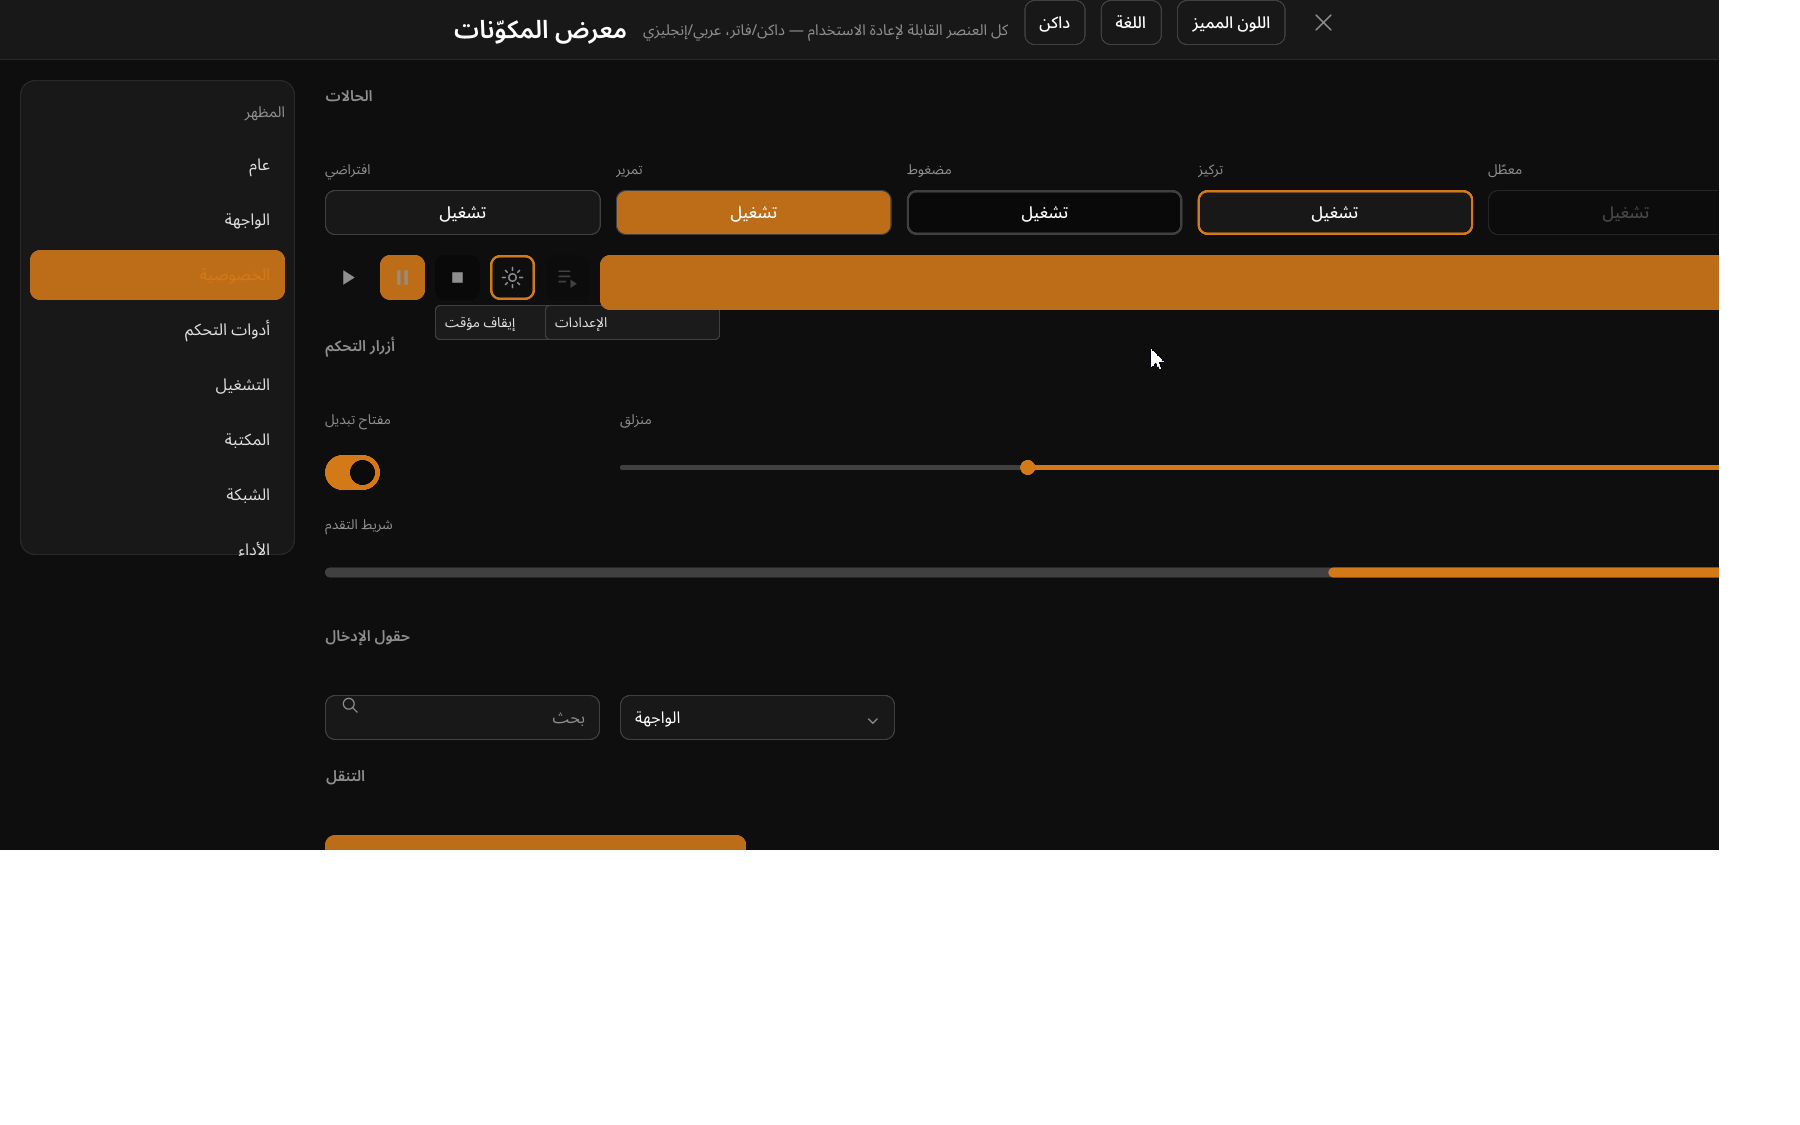 معرض المكوّنات
كل العنصر القابلة لإعادة الاستخدام — داكن/فاتر، عربي/إنجليزي
داكن
اللغة
اللون المميز
المظهر
عام
الواجهة
الخصوصية
أدوات التحكم
التشغيل
المكتبة
الشبكة
الأداء
الحالات
افتراضي
تمرير
مضغوط
تركيز
معطّل
تشغيل
تشغيل
تشغيل
تشغيل
تشغيل
إيقاف مؤقت
الإعدادات
أزرار التحكم
مفتاح تبديل
منزلق
شريط التقدم
حقول الإدخال
بحث
الواجهة
التنقل